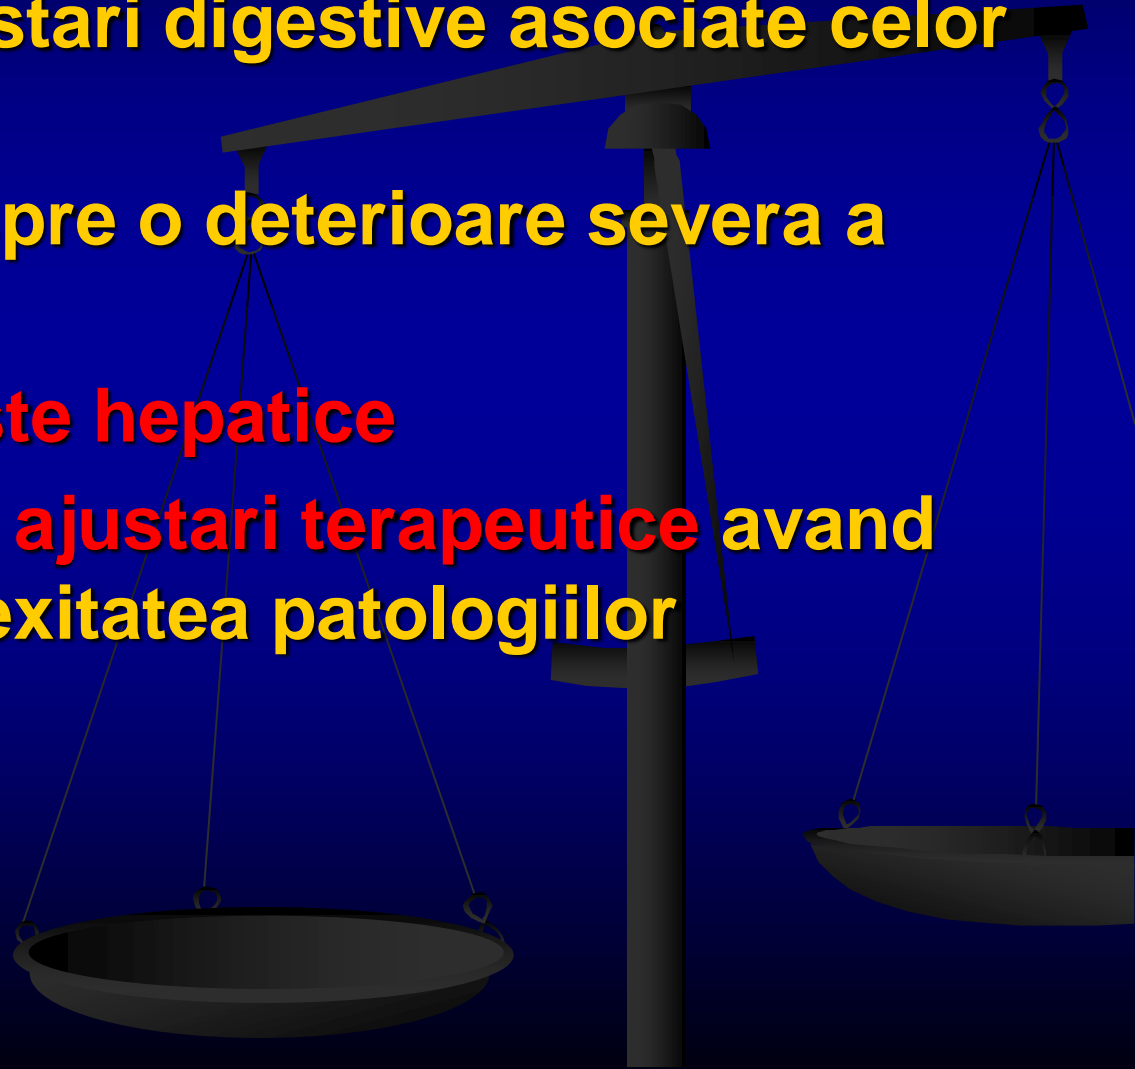 stari digestive asociate celor
pre o deterioare severa a
ste hepatice
ajustari terapeutice avand
exitatea patologiilor